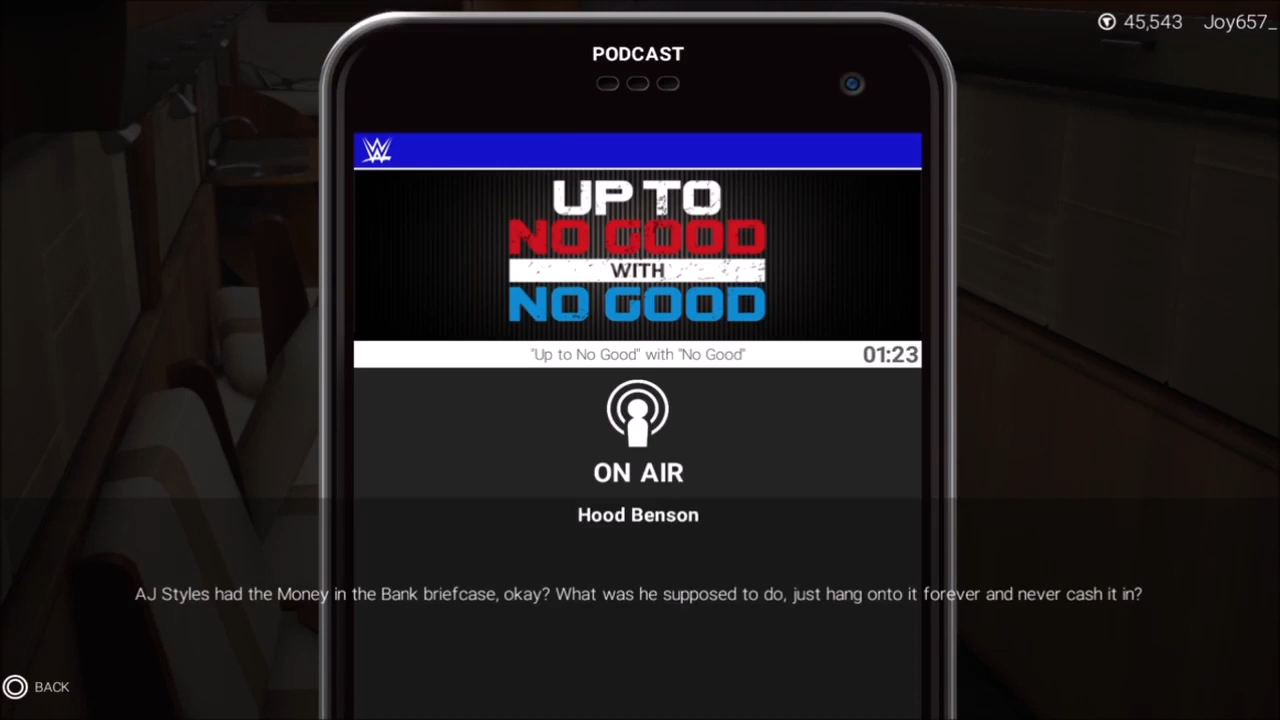 45,543 Joy657_
PODCAST
UP TO
NO GOOD
WITH
NO GOOD
"Up to No Good" with "No Good" 01:23
ON AIR
Hood Benson
AJ Styles had the Money in the Bank briefcase, okay? What was he supposed to do, just hang onto it forever and never cash it in?
BACK